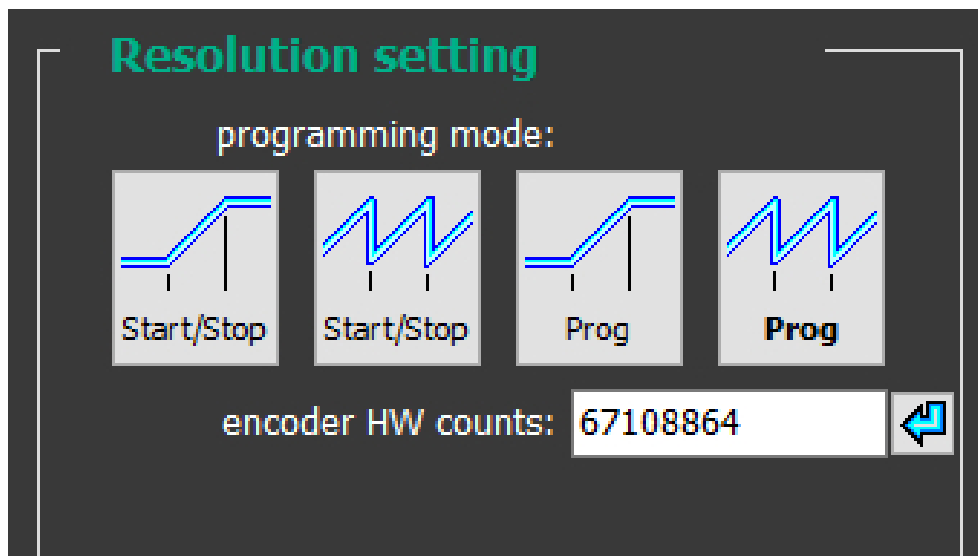 Resolution setting
programming mode:
Start/Stop Start/Stop Prog Prog
encoder HW counts: 67108864